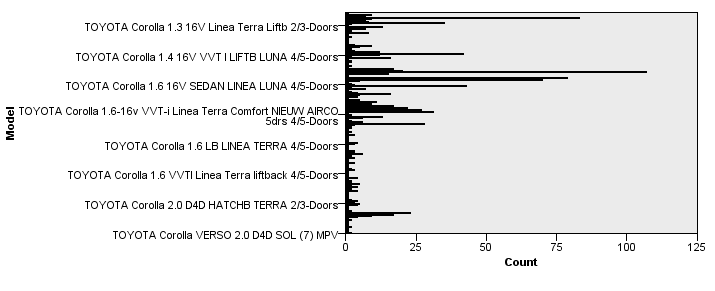 TOYOTA Corolla 1.3 16V Linea Terra Liftb 2/3-Doors
TOYOTA Corolla 1.4 16V VVT I LIFTB LUNA 4/5-Doors
TOYOTA Corolla 1.6 16V SEDAN LINEA LUNA 4/5-Doors
Model
TOYOTA Corolla 1.6-16v VVT-i Linea Terra Comfort NIEUW AIRCO
5drs 4/5-Doors
TOYOTA Corolla 1.6 LB LINEA TERRA 4/5-Doors
TOYOTA Corolla 1.6 VVTI Linea Terra liftback 4/5-Doors
TOYOTA Corolla 2.0 D4D HATCHB TERRA 2/3-Doors
TOYOTA Corolla VERSO 2.0 D4D SOL (7) MPV
0 25 50 75 100 125
Count